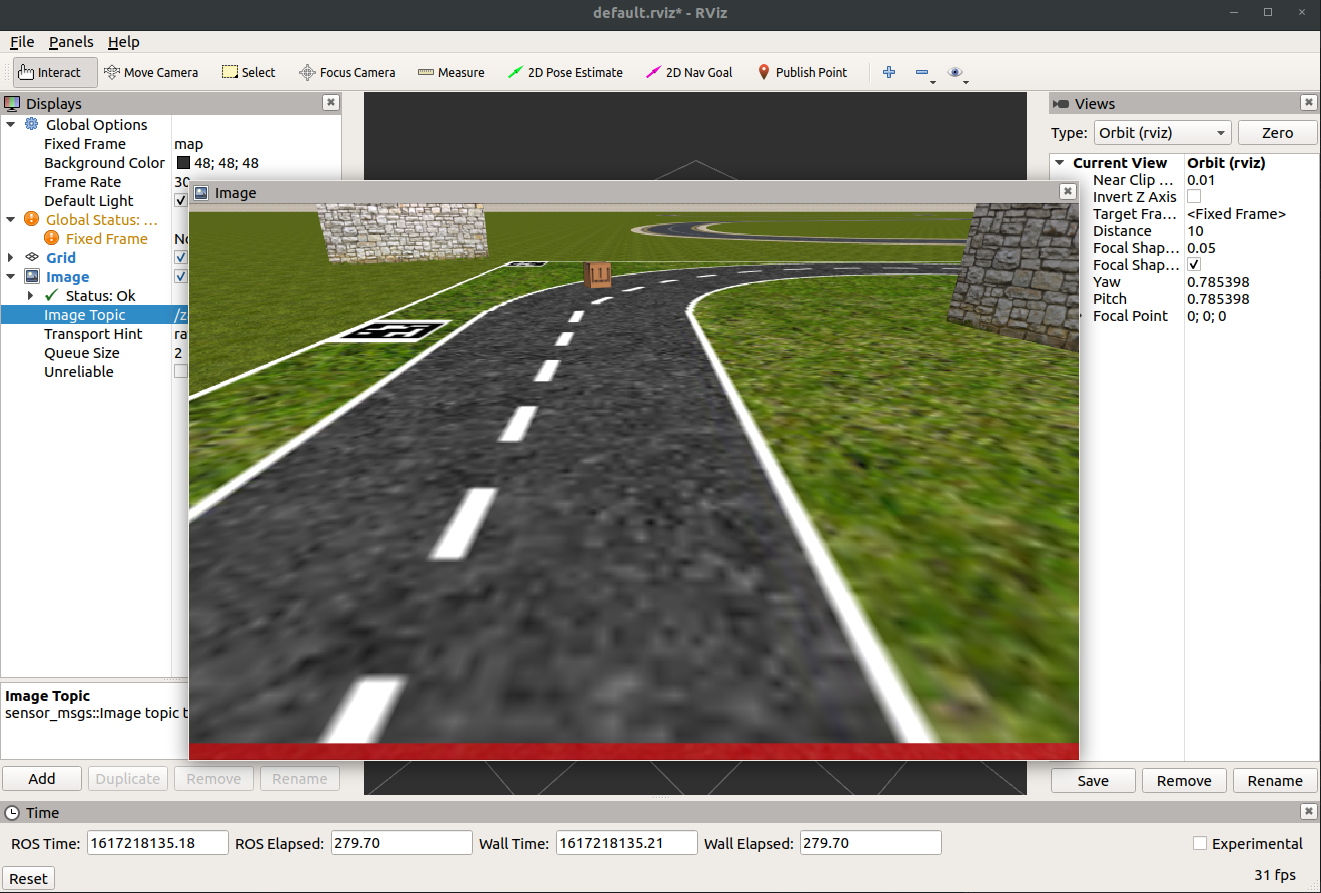 default.rviz* - RViz
File Panels Help
Interact Move Camera Select Focus Camera Measure 2D Pose Estimate 2D Nav Goal Publish Point
Displays
Global Options
Fixed Frame map
Background Color 48; 48; 48
Frame Rate 30
Default Light
Global Status: ...
Fixed Frame No
Grid
Image
Status: Ok
Image Topic /z
Transport Hint ra
Queue Size 2
Unreliable
Image Topic
sensor_msgs::Image topic t
Add Duplicate Remove Rename
Image
Views
Type: Orbit (rviz) Zero
Current View Orbit (rviz)
Near Clip ... 0.01
Invert Z Axis
Target Fra... <Fixed Frame>
Distance 10
Focal Shap... 0.05
Focal Shap...
Yaw 0.785398
Pitch 0.785398
Focal Point 0; 0; 0
Save Remove Rename
Time
ROS Time: 1617218135.18 ROS Elapsed: 279.70 Wall Time: 1617218135.21 Wall Elapsed: 279.70 Experimental
Reset 31 fps